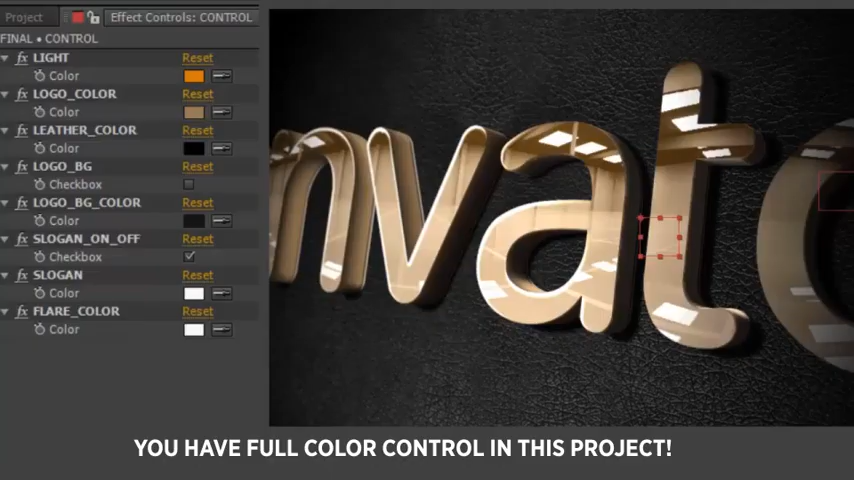 Project
Effect Controls: CONTROL
FINAL • CONTROL
fx LIGHT Reset
Color
fx LOGO_COLOR Reset
Color
fx LEATHER_COLOR Reset
Color
fx LOGO_BG Reset
Checkbox
fx LOGO_BG_COLOR Reset
Color
fx SLOGAN_ON_OFF Reset
Checkbox
fx SLOGAN Reset
Color
fx FLARE_COLOR Reset
Color
nvato
YOU HAVE FULL COLOR CONTROL IN THIS PROJECT!